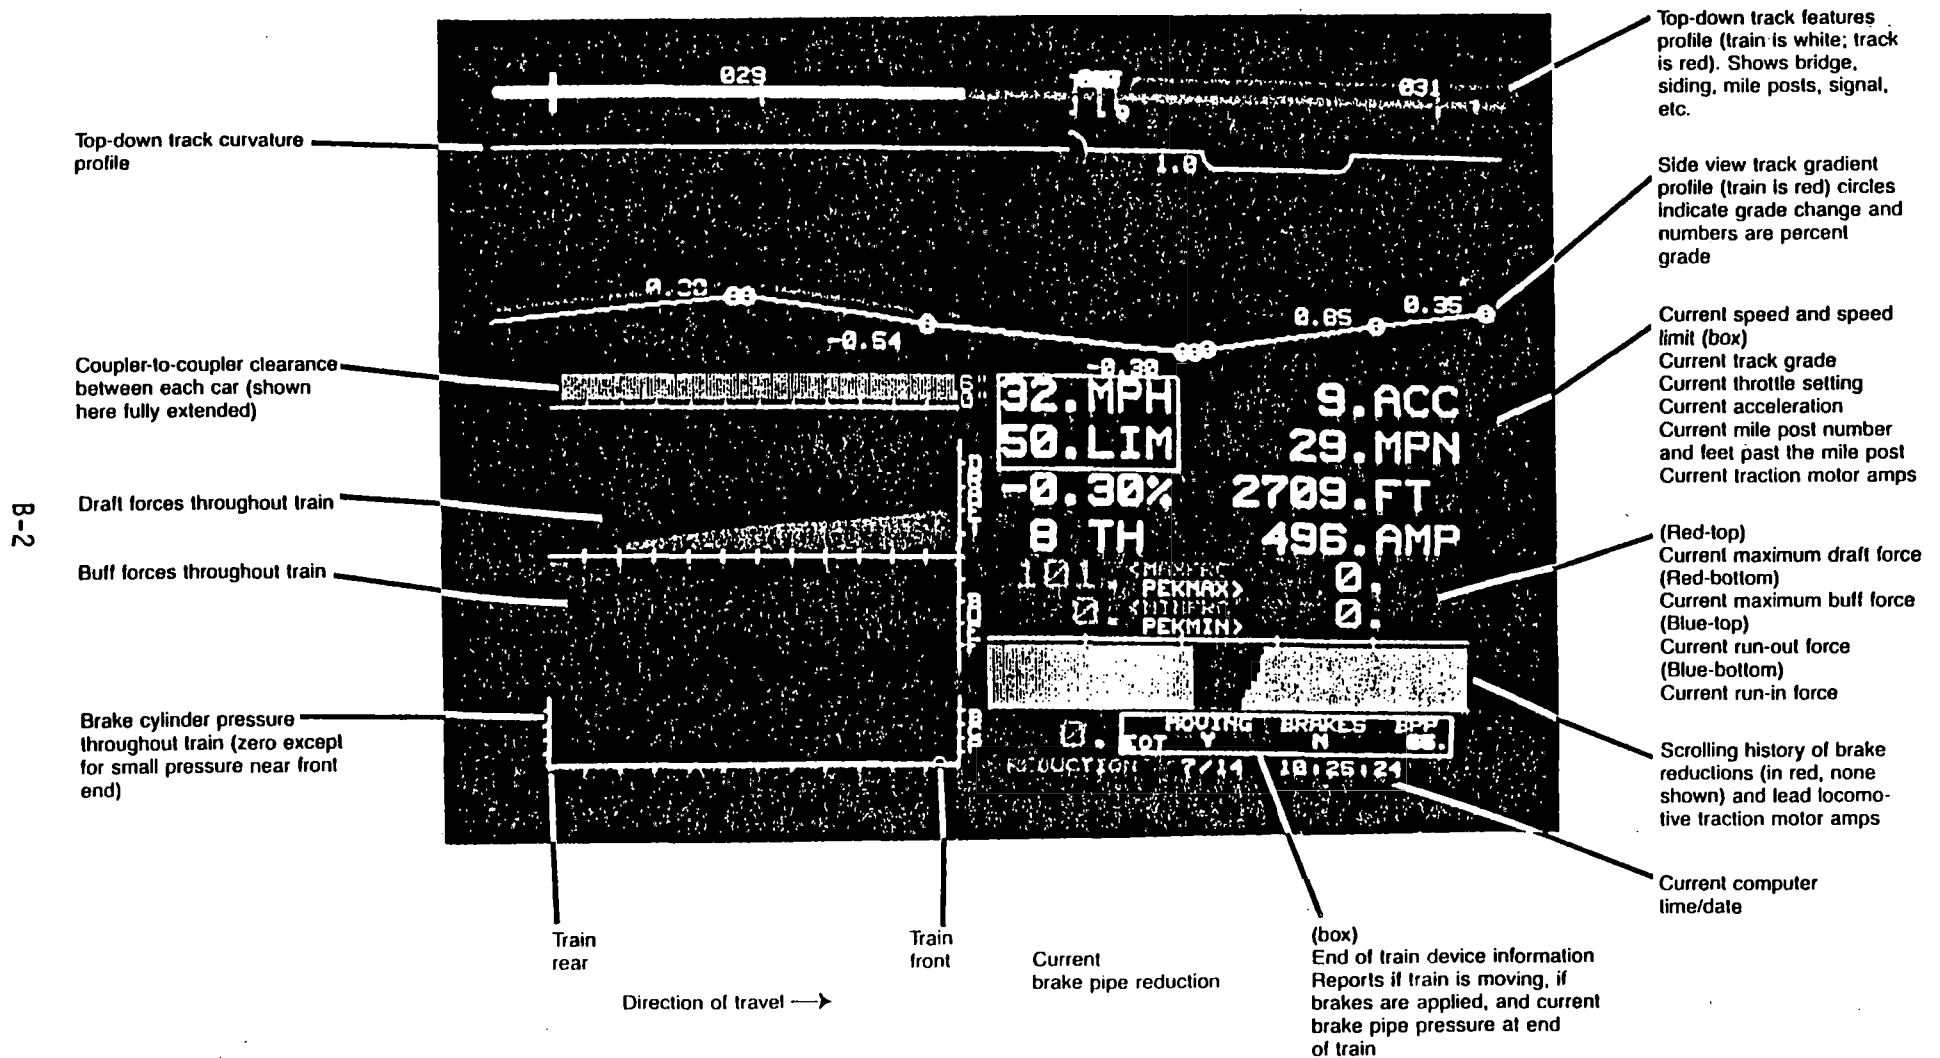 Top-down track features
profile (train is white; track
is red). Shows bridge,
siding, mile posts, signal,
etc.
Top-down track curvature
profile
Side view track gradient
profile (train is red) circles
indicate grade change and
numbers are percent
grade
Current speed and speed
limit (box)
Current track grade
Current throttle setting
Current acceleration
Current mile post number
and feet past the mile post
Current traction motor amps
Coupler-to-coupler clearance
between each car (shown
here fully extended)
Draft forces throughout train
Buff forces throughout train
(Red-top)
Current maximum draft force
(Red-bottom)
Current maximum buff force
(Blue-top)
Current run-out force
(Blue-bottom)
Current run-in force
Brake cylinder pressure
throughout train (zero except
for small pressure near front
end)
Scrolling history of brake
reductions (in red, none
shown) and lead locomo-
tive traction motor amps
Current computer
time/date
029
031
1.0
0.30
-0.54
0.85
0.35
-0.30
32.MPH
9.ACC
50.LIM
29.MPN
-0.30%
2709.FT
8 TH
496.AMP
101. <MAXFRC
PEKMAX> 0.
0. <MINFRC
PEKMIN> 0.
DRAFT
BUFF
BCP
MOVING BRAKES BPP
0. EOT Y N
REDUCTION 7/14 10:25:24
Train
rear
Train
front
Direction of travel →
Current
brake pipe reduction
(box)
End of train device information
Reports if train is moving, if
brakes are applied, and current
brake pipe pressure at end
of train
B-2